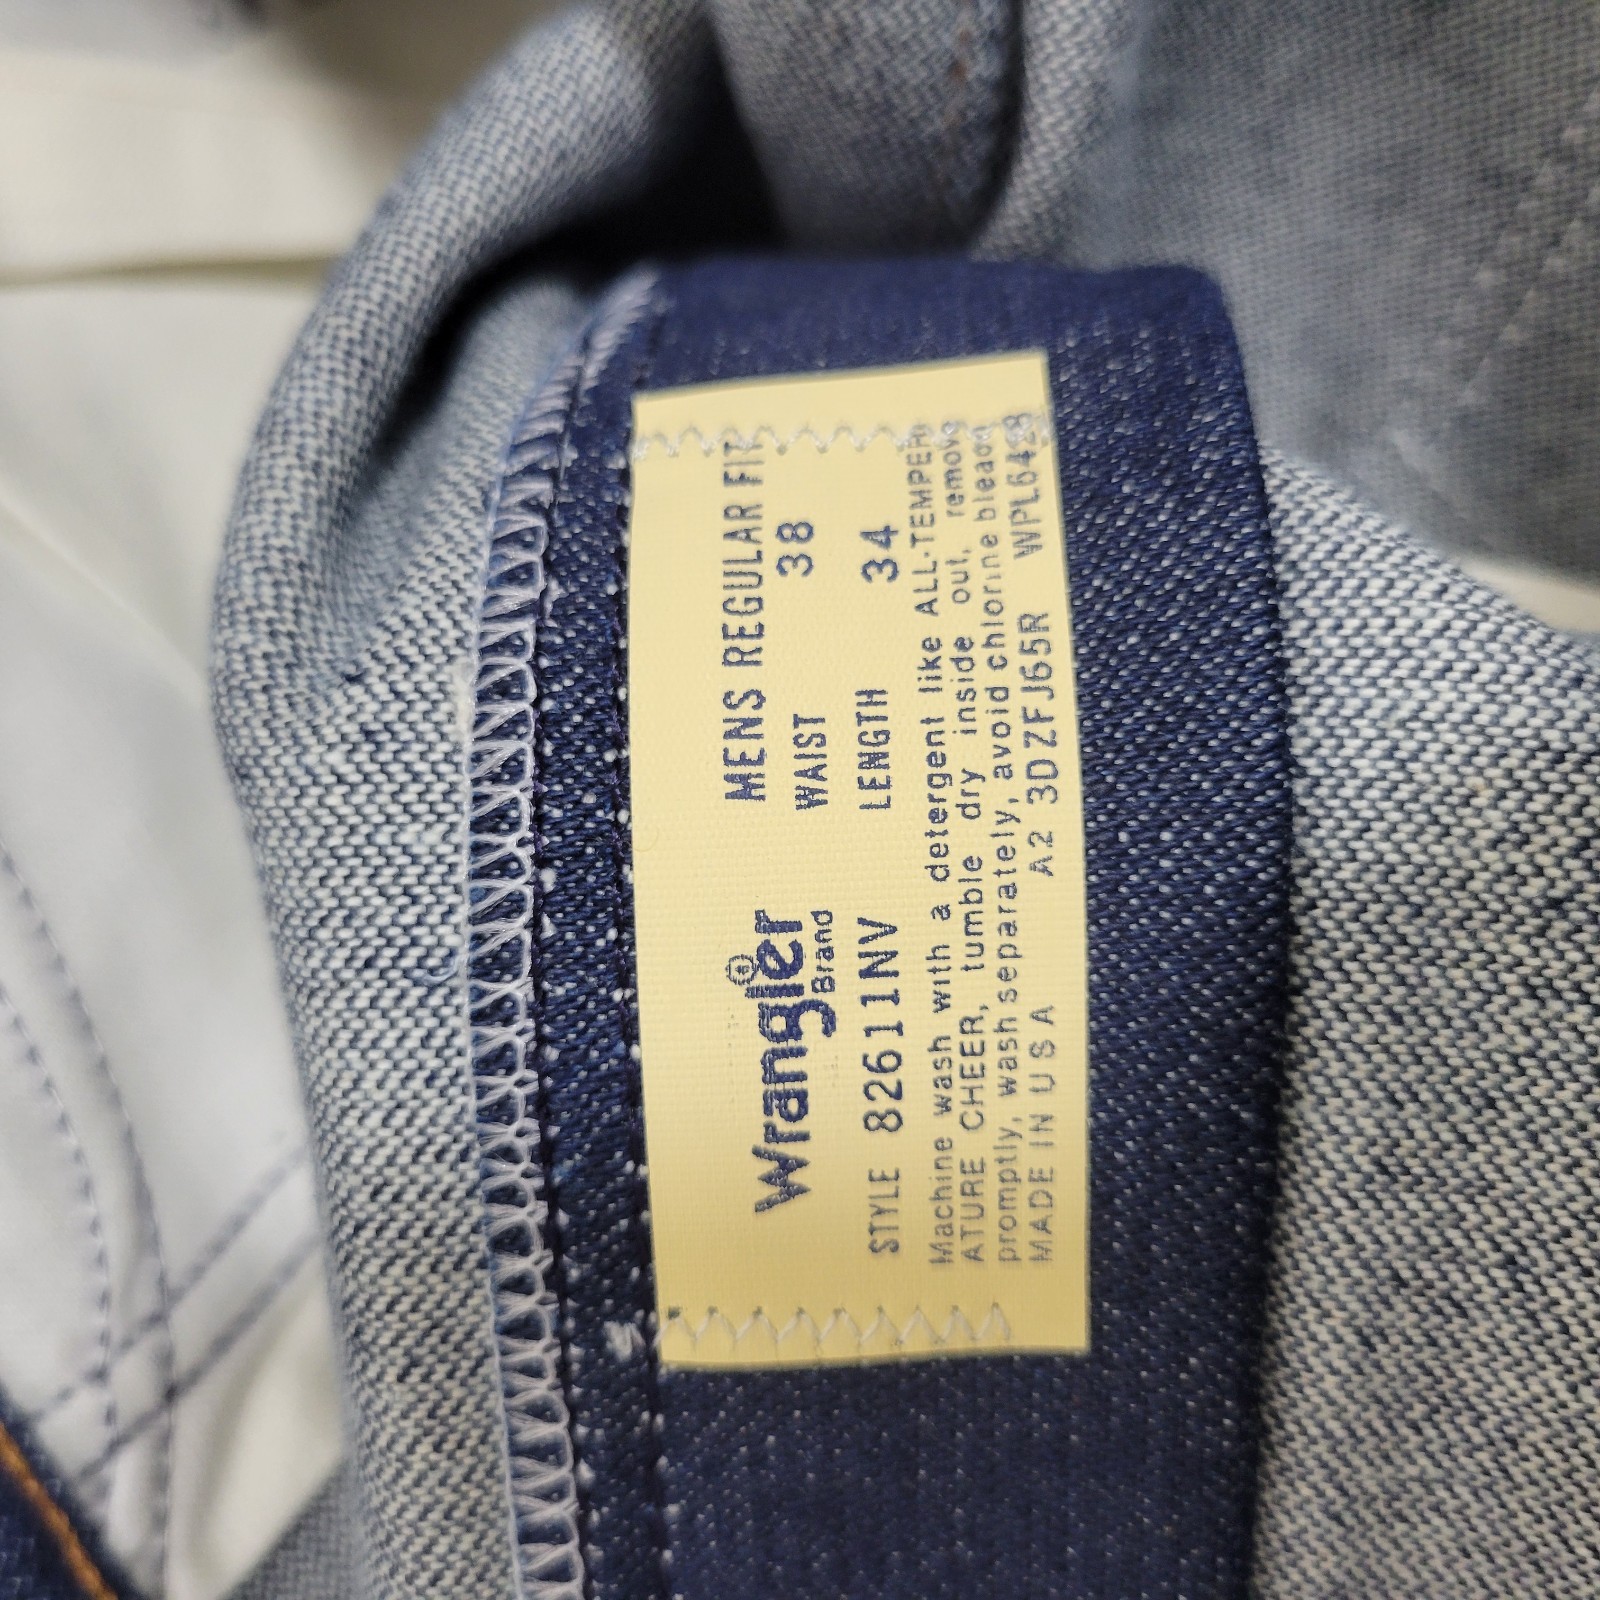 MENS REGULAR FIT
Wrangler® WAIST 38
Brand
STYLE 82611NV LENGTH 34
Machine wash with a detergent like ALL-TEMPER
ATURE CHEER, tumble dry inside out, remove
promptly, wash separately, avoid chlorine bleach
MADE IN U S A A2 3DZFJ65R WPL6428